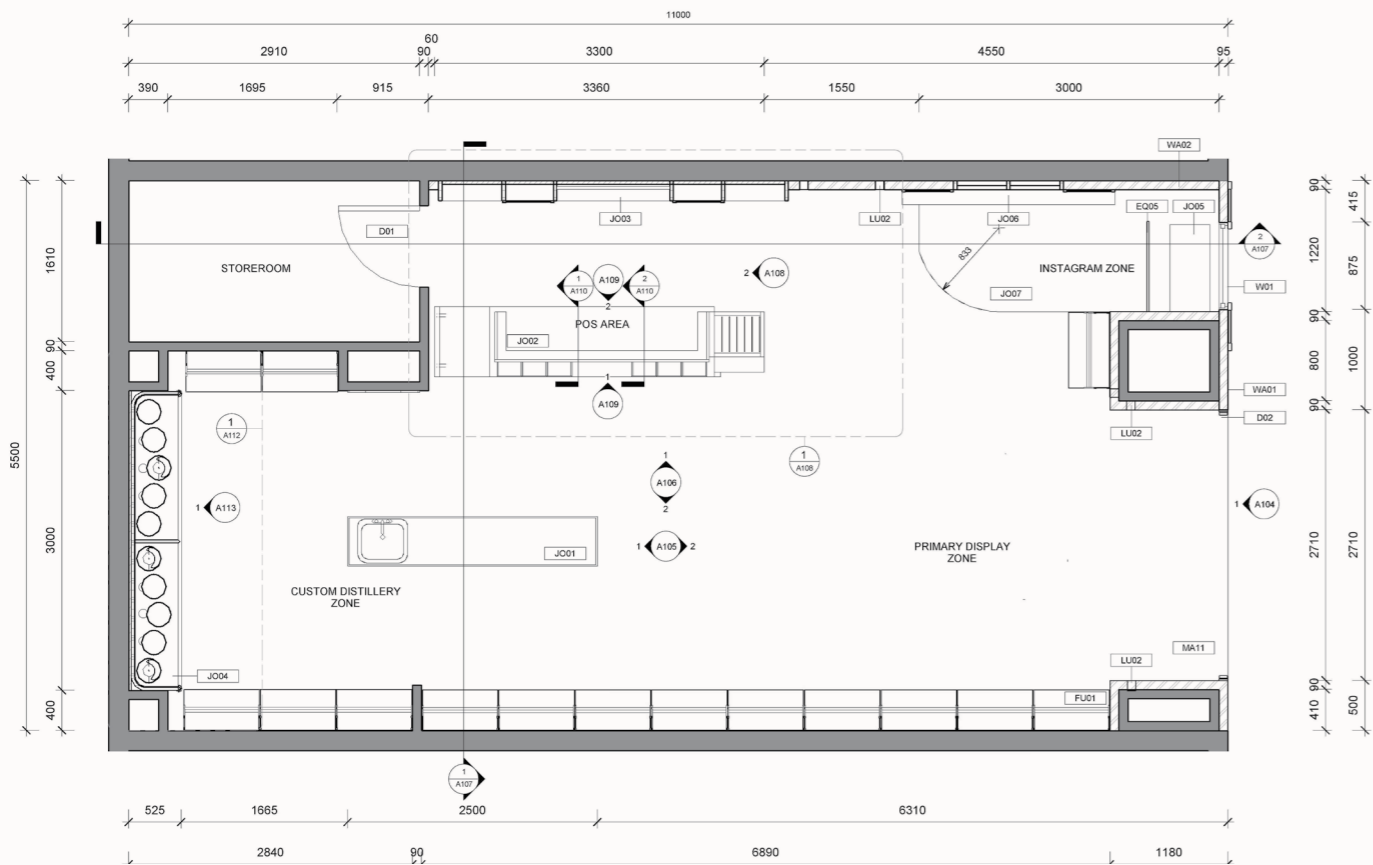 11000
60
2910
90
3300
4550
95
390
1695
915
3360
1550
3000
WA02
JO03
LU02
JO06
EQ05
JO05
D01
2
A107
STOREROOM
833
INSTAGRAM ZONE
W01
JO07
1
A110
A109
2
2
A110
2
A108
POS AREA
JO02
1
A109
WA01
D02
LU02
1
A112
1
A108
1
A106
2
1
A113
1
A104
1
A105
2
JO01
PRIMARY DISPLAY
ZONE
CUSTOM DISTILLERY
ZONE
MA11
LU02
JO04
FU01
1
A107
5500
1610
90
400
3000
400
90
1220
90
800
90
2710
90
410
415
875
1000
2710
500
525
1665
2500
6310
2840
90
6890
1180